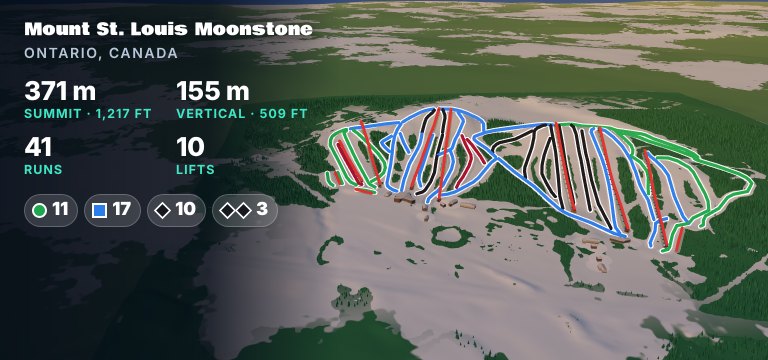 Mount St. Louis Moonstone
ONTARIO, CANADA
371 m 155 m
SUMMIT · 1,217 FT VERTICAL · 509 FT
41 10
RUNS LIFTS
11 17 10 3